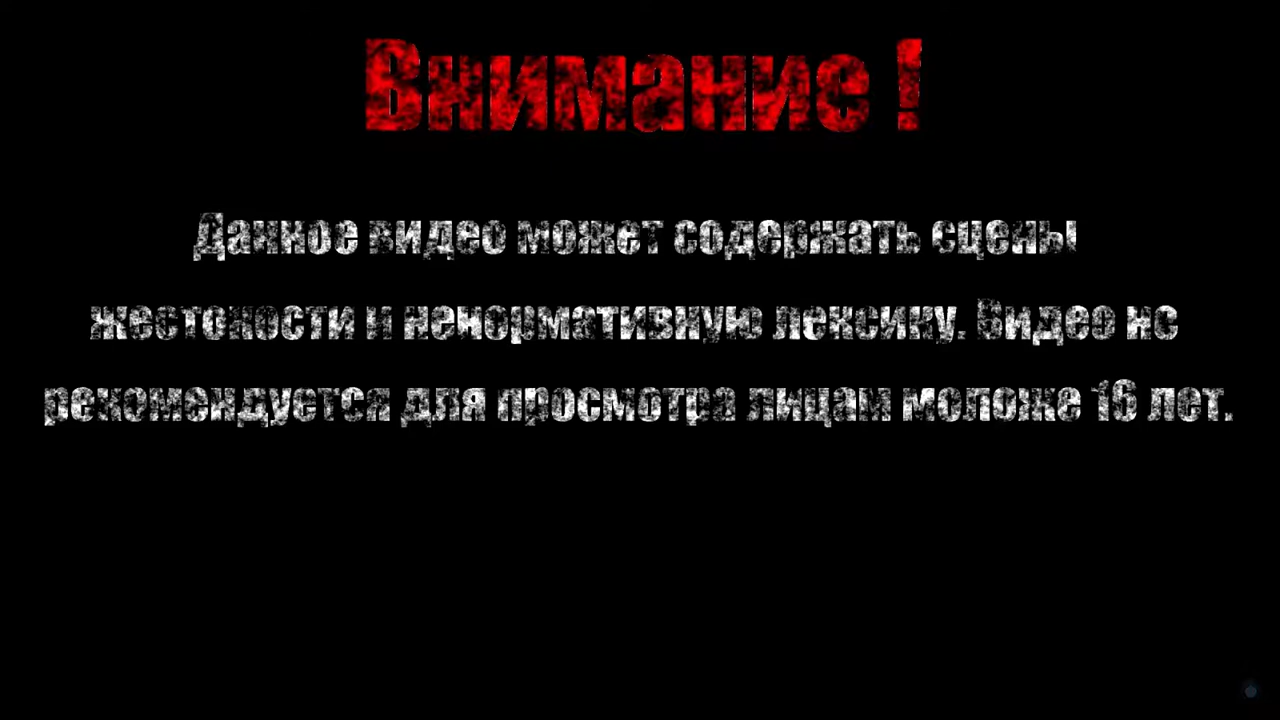 Внимание !
Данное видео может содержать сцены
жестокости и ненормативную лексику. Видео не
рекомендуется для просмотра лицам моложе 16 лет.